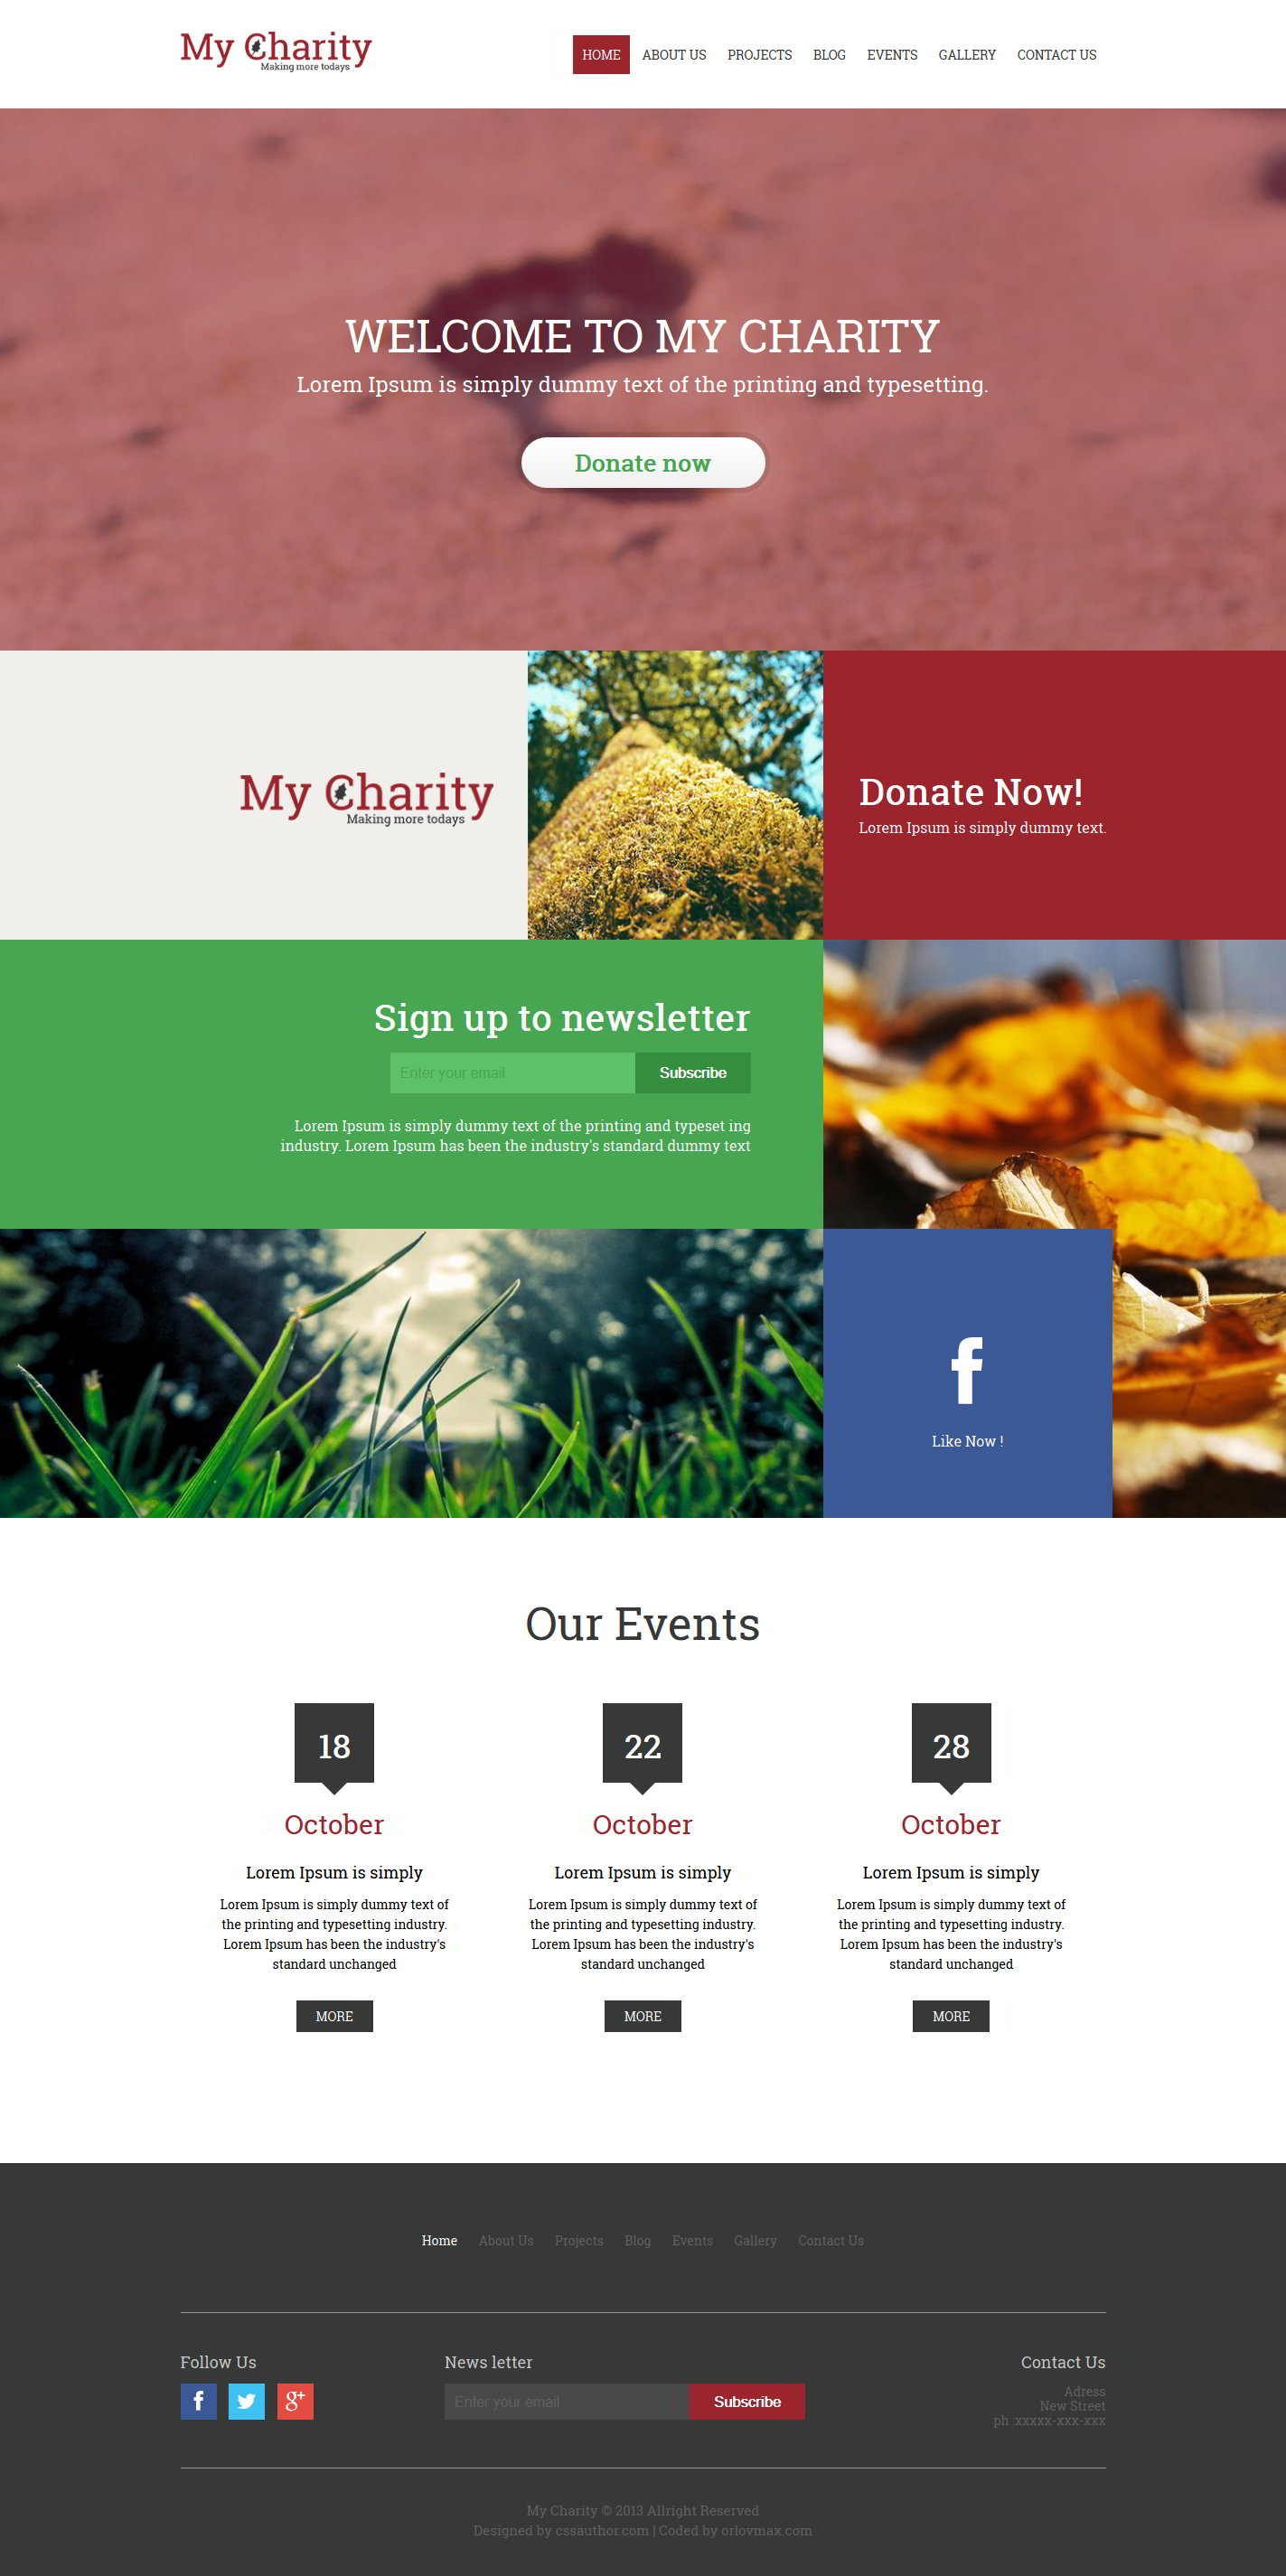 My Charity
Making more todays
HOME ABOUT US PROJECTS BLOG EVENTS GALLERY CONTACT US
WELCOME TO MY CHARITY
Lorem Ipsum is simply dummy text of the printing and typesetting.
Donate now
My Charity
Making more todays
Donate Now!
Lorem Ipsum is simply dummy text.
Sign up to newsletter
Enter your email Subscribe
Lorem Ipsum is simply dummy text of the printing and typeset ing
industry. Lorem Ipsum has been the industry's standard dummy text
f
Like Now !
Our Events
18
October
Lorem Ipsum is simply
Lorem Ipsum is simply dummy text of
the printing and typesetting industry.
Lorem Ipsum has been the industry's
standard unchanged
MORE
22
October
Lorem Ipsum is simply
Lorem Ipsum is simply dummy text of
the printing and typesetting industry.
Lorem Ipsum has been the industry's
standard unchanged
MORE
28
October
Lorem Ipsum is simply
Lorem Ipsum is simply dummy text of
the printing and typesetting industry.
Lorem Ipsum has been the industry's
standard unchanged
MORE
Home About Us Projects Blog Events Gallery Contact Us
Follow Us
f g+
News letter
Enter your email Subscribe
Contact Us
Adress
New Street
ph :xxxxx-xxx-xxx
My Charity © 2013 Allright Reserved
Designed by cssauthor.com | Coded by orlovmax.com